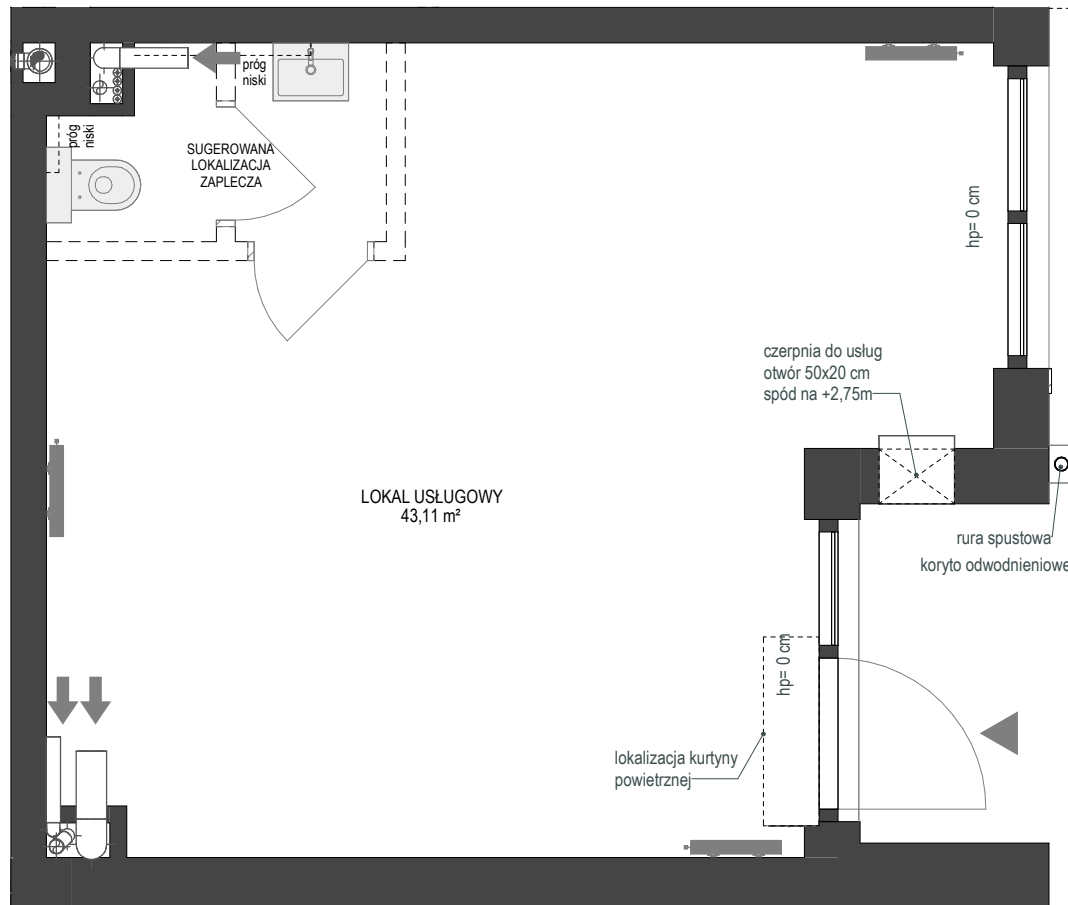 próg
niski
próg
niski
SUGEROWANA
LOKALIZACJA
ZAPLECZA
hp= 0 cm
czerpnia do usług
otwór 50x20 cm
spód na +2,75m
LOKAL USŁUGOWY
43,11 m²
rura spustowa
koryto odwodnieniowe
hp= 0 cm
lokalizacja kurtyny
powietrznej